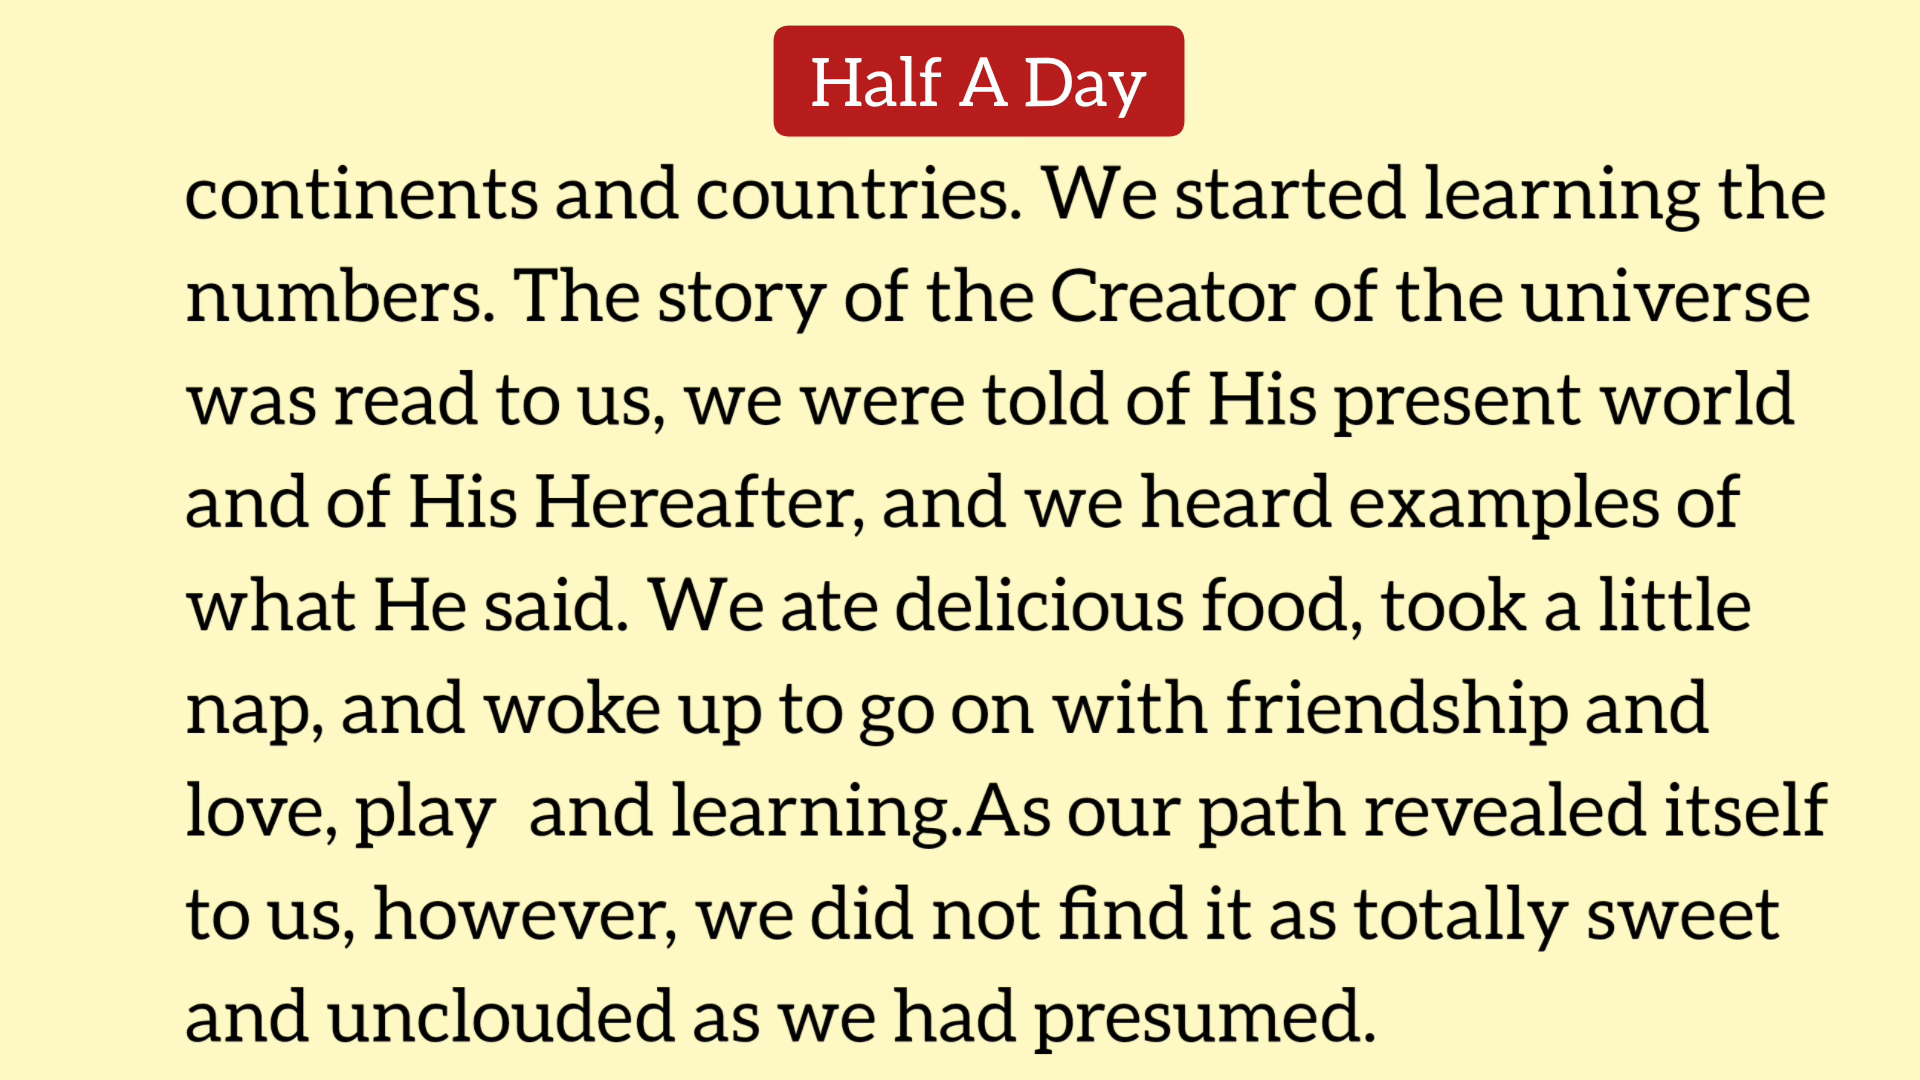 Half A Day
continents and countries. We started learning the
numbers. The story of the Creator of the universe
was read to us, we were told of His present world
and of His Hereafter, and we heard examples of
what He said. We ate delicious food, took a little
nap, and woke up to go on with friendship and
love, play  and learning.As our path revealed itself
to us, however, we did not find it as totally sweet
and unclouded as we had presumed.